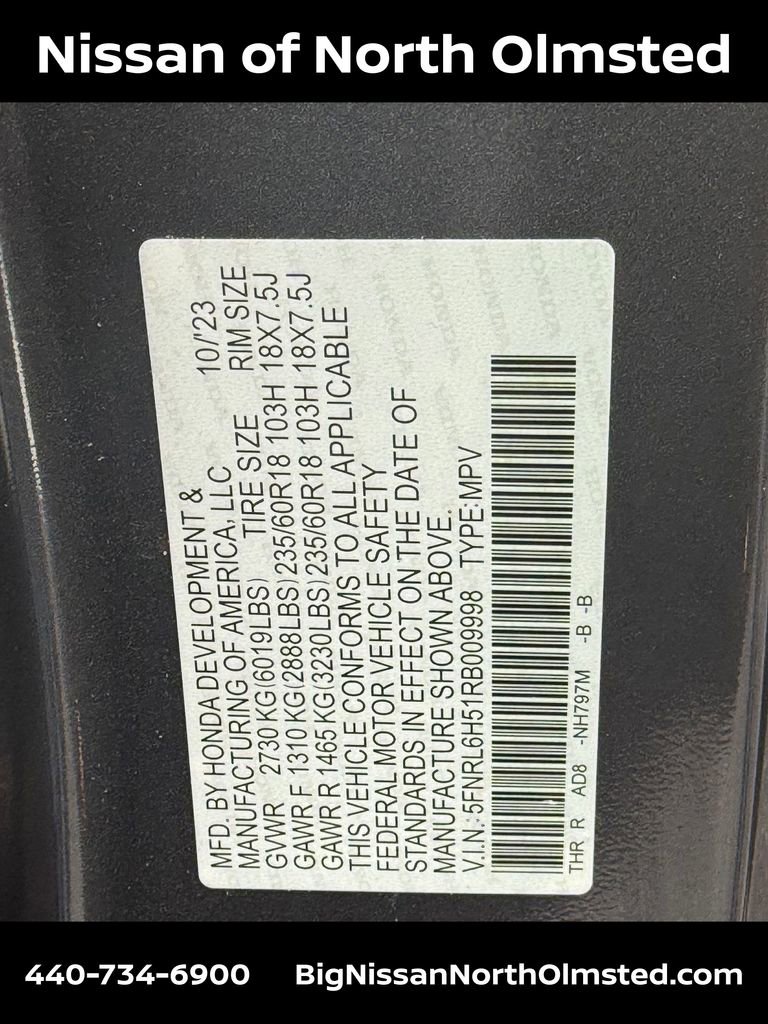 Nissan of North Olmsted
MFD. BY HONDA DEVELOPMENT & 10/'23
MANUFACTURING OF AMERICA, LLC RIM SIZE
GVWR 2730 KG(6019LBS) TIRE SIZE
GAWR F 1310 KG(2888LBS)235/60R18 103H 18X7.5J
GAWR R 1465 KG(3230LBS)235/60R18 103H 18X7.5J
THIS VEHICLE CONFORMS TO ALL APPLICABLE
FEDERAL MOTOR VEHICLE SAFETY
STANDARDS IN EFFECT ON THE DATE OF
MANUFACTURE SHOWN ABOVE.
V.I.N.:5FNRL6H51RB009998 TYPE:MPV
THR R AD8 -NH797M -B -B
440-734-6900 BigNissanNorthOlmsted.com